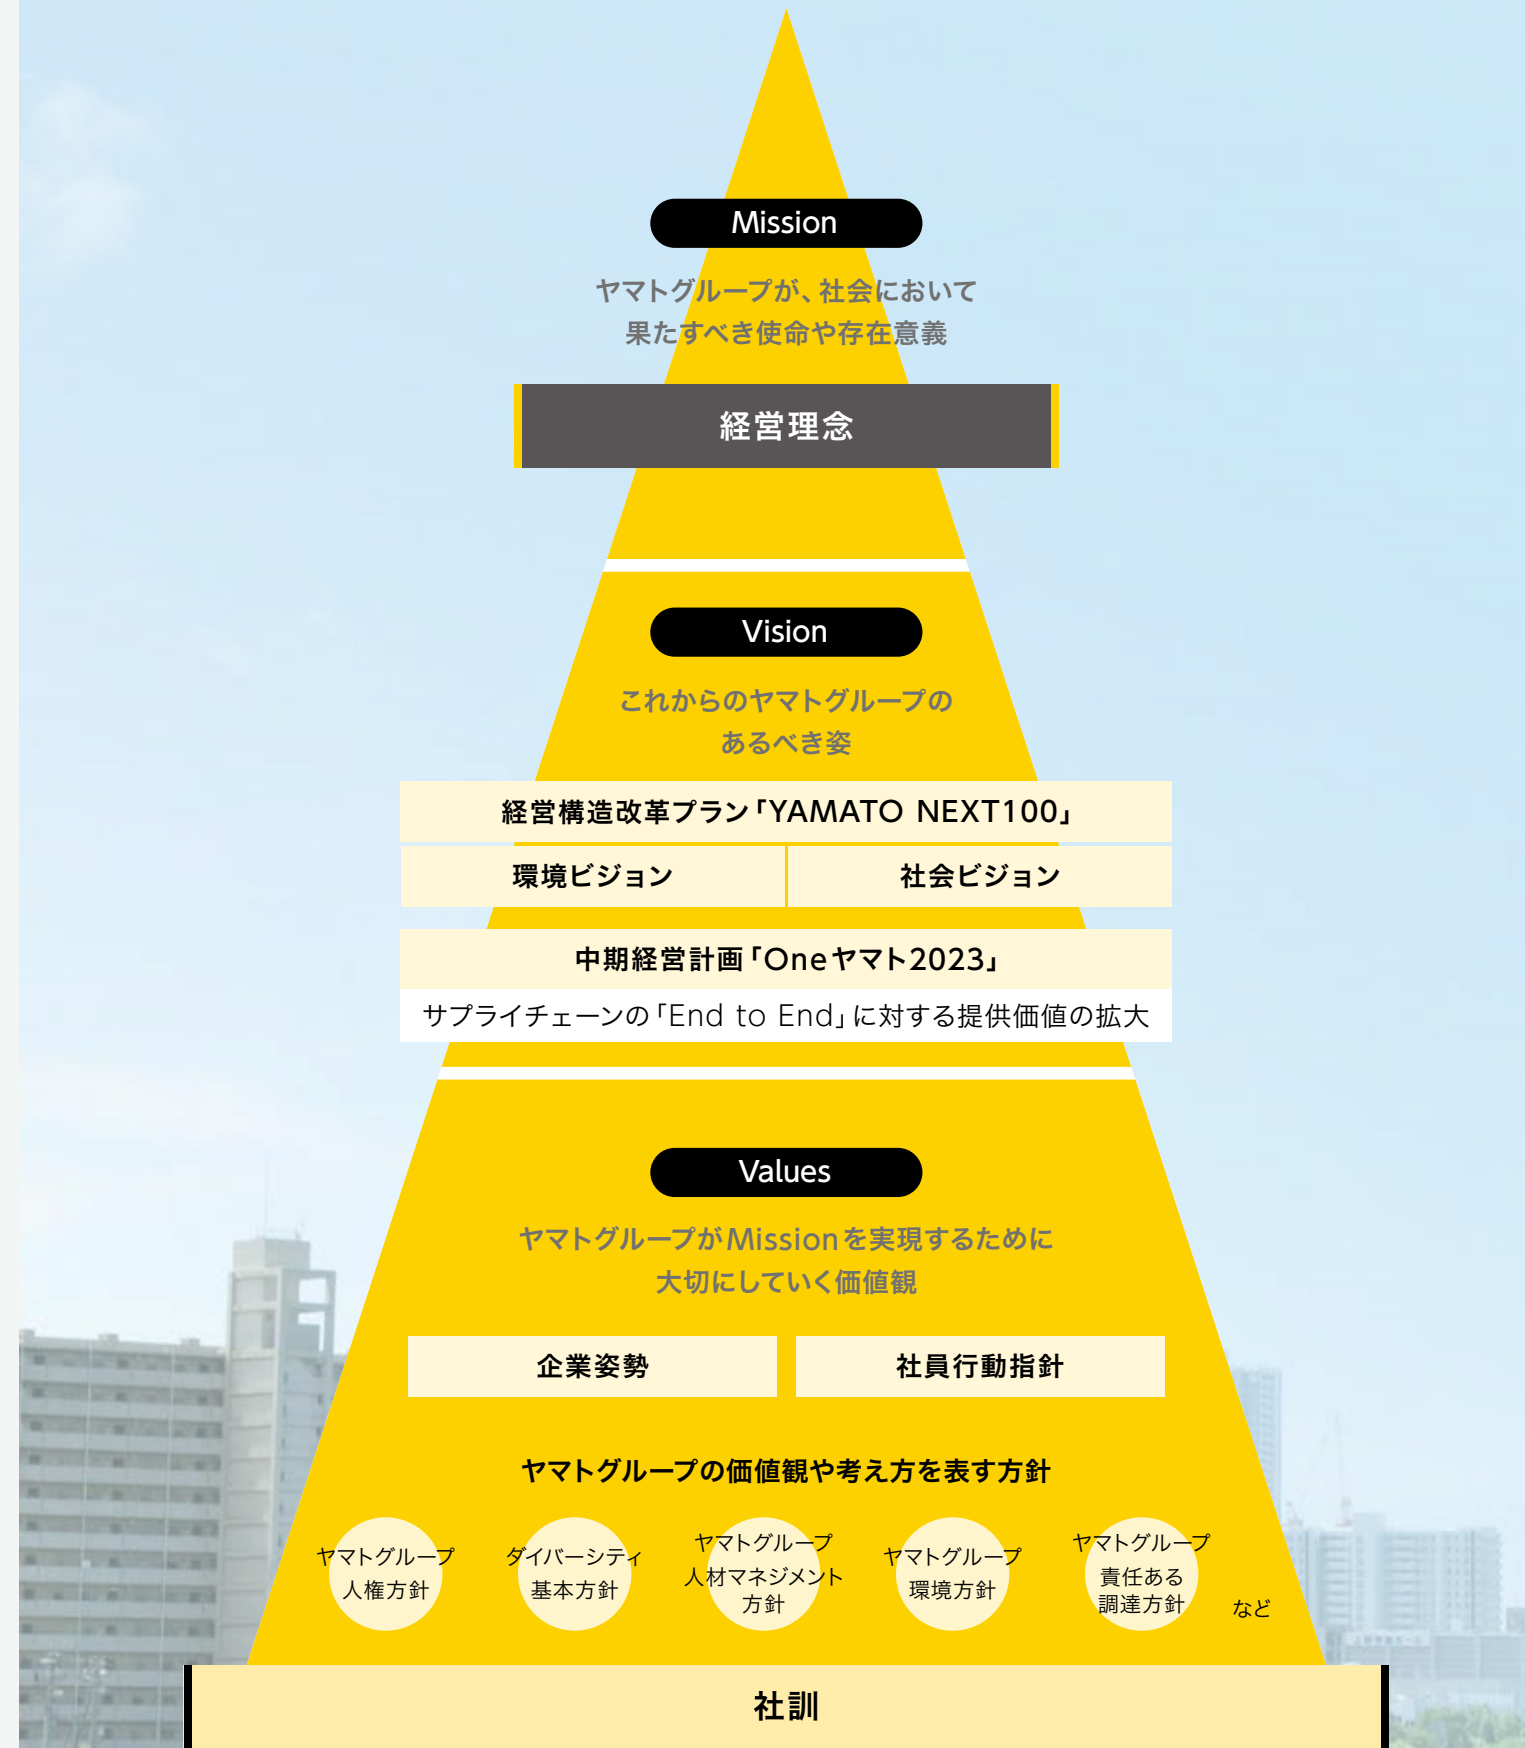 Mission
ヤマトグループが、社会において
果たすべき使命や存在意義
経営理念
Vision
これからのヤマトグループの
あるべき姿
経営構造改革プラン「YAMATO NEXT100」
環境ビジョン
社会ビジョン
中期経営計画「Oneヤマト2023」
サプライチェーンの「End to End」に対する提供価値の拡大
Values
ヤマトグループがMissionを実現するために
大切にしていく価値観
企業姿勢
社員行動指針
ヤマトグループの価値観や考え方を表す方針
ヤマトグループ
人権方針
ダイバーシティ
基本方針
ヤマトグループ
人材マネジメント
方針
ヤマトグループ
環境方針
ヤマトグループ
責任ある
調達方針
など
社訓